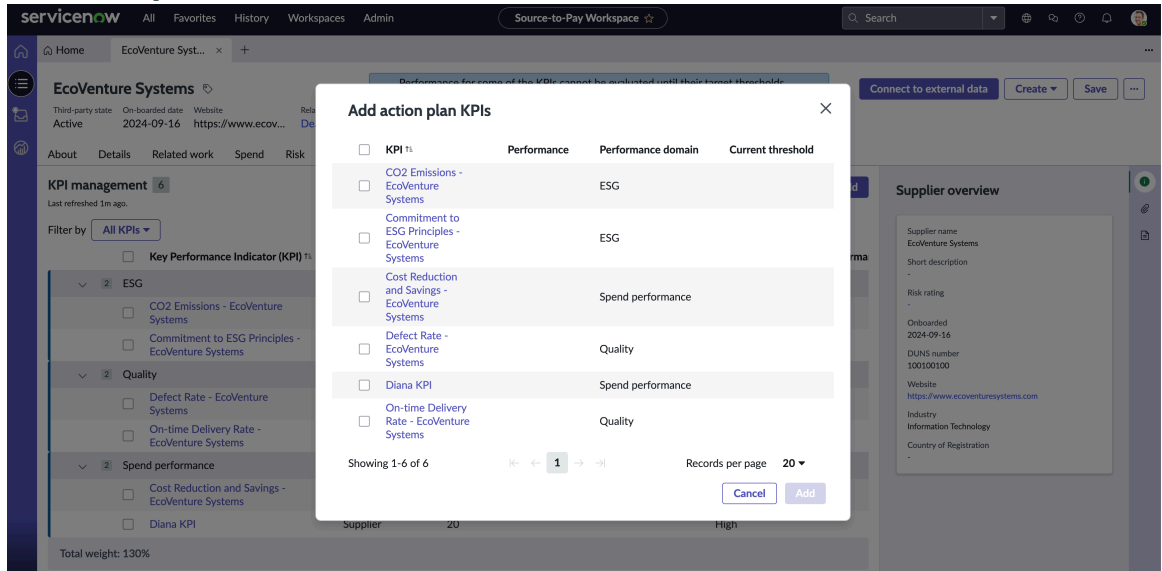 servicenow All Favorites History Workspaces Admin Source-to-Pay Workspace Search
Home EcoVenture Syst... × +
EcoVenture Systems
Connect to external data Create Save ...
Third-party state On-boarded date Website
Active 2024-09-16 https://www.ecov...
About Details Related work Spend Risk
KPI management 6
Last refreshed 1m ago.
Filter by All KPIs
Key Performance Indicator (KPI)
2 ESG
CO2 Emissions - EcoVenture
Systems
Commitment to ESG Principles -
EcoVenture Systems
2 Quality
Defect Rate - EcoVenture
Systems
On-time Delivery Rate -
EcoVenture Systems
2 Spend performance
Cost Reduction and Savings -
EcoVenture Systems
Diana KPI Supplier 20 High
Total weight: 130%
Performance for some of the KPIs cannot be evaluated until their target thresholds
Add action plan KPIs
KPI Performance Performance domain Current threshold
CO2 Emissions -
EcoVenture
Systems
ESG
Commitment to
ESG Principles -
EcoVenture
Systems
ESG
Cost Reduction
and Savings -
EcoVenture
Systems
Spend performance
Defect Rate -
EcoVenture
Systems
Quality
Diana KPI Spend performance
On-time Delivery
Rate - EcoVenture
Systems
Quality
Showing 1-6 of 6 1 Records per page 20
Cancel Add
Supplier overview
Supplier name
EcoVenture Systems
Short description
-
Risk rating
-
Onboarded
2024-09-16
DUNS number
100100100
Website
https://www.ecoventuresystems.com
Industry
Information Technology
Country of Registration
-